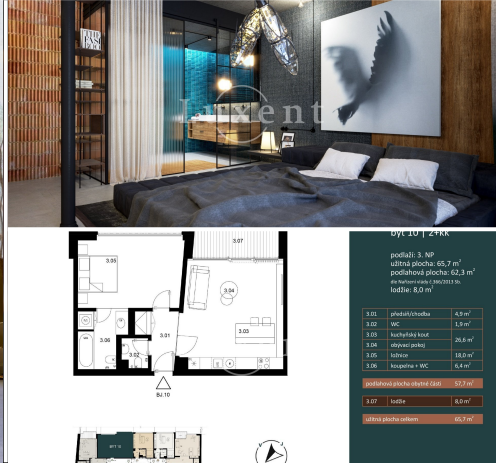 THE
PAST
Luxent
byt 10 | 2+kk
podlaží: 3. NP
užitná plocha: 65,7 m²
podlahová plocha: 62,3 m²
dle Nařízení vlády č.366/2013 Sb.
lodžie: 8,0 m²
3.01 předsíň/chodba 4,9 m²
3.02 WC 1,9 m²
3.03 kuchyňský kout 26,6 m²
3.04 obývací pokoj
3.05 ložnice 18,0 m²
3.06 koupelna + WC 6,4 m²
podlahová plocha obytné části 57,7 m²
3.07 lodžie 8,0 m²
užitná plocha celkem 65,7 m²
3.07
3.05
3.04
3.03
3.01
3.06
3.02
BJ.10
BYT 10